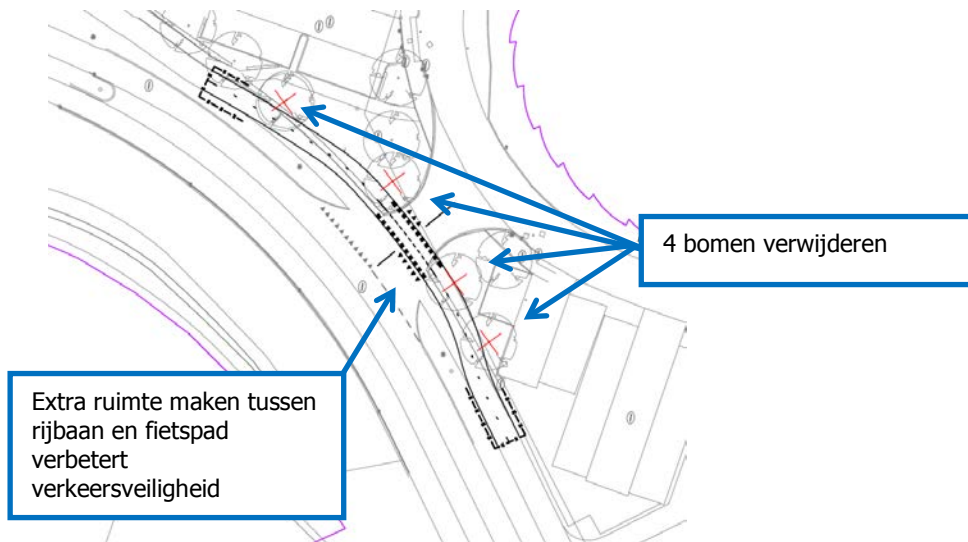 4 bomen verwijderen
Extra ruimte maken tussen
rijbaan en fietspad
verbetert
verkeersveiligheid